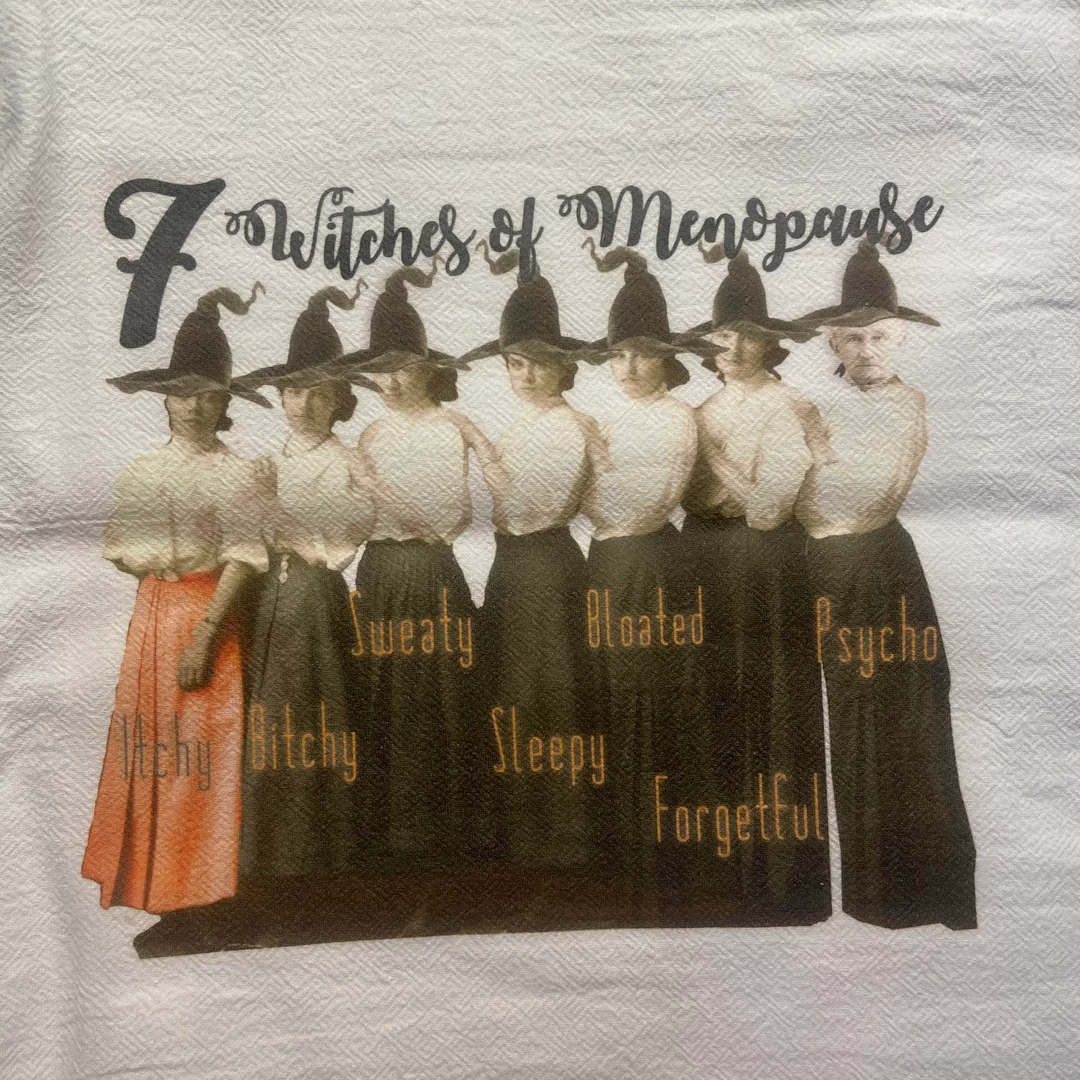 7 Witches of Menopause
Itchy
Bitchy
Sweaty
Sleepy
Bloated
Forgetful
Psycho